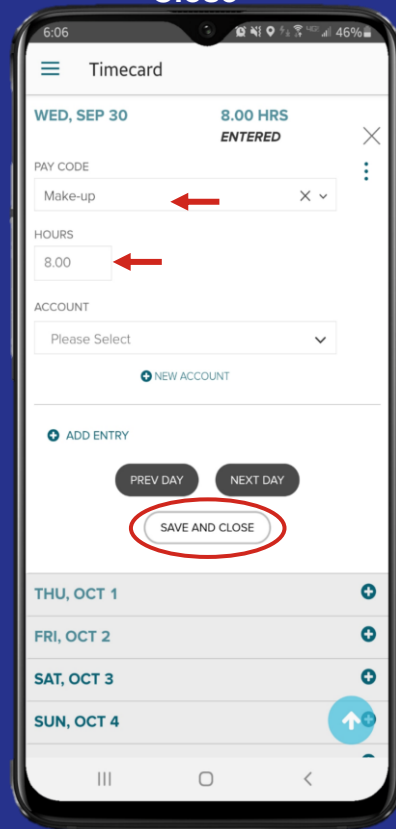 Close
6:06 46%
Timecard
WED, SEP 30 8.00 HRS
ENTERED
PAY CODE
Make-up
HOURS
8.00
ACCOUNT
Please Select
NEW ACCOUNT
ADD ENTRY
PREV DAY NEXT DAY
SAVE AND CLOSE
THU, OCT 1
FRI, OCT 2
SAT, OCT 3
SUN, OCT 4